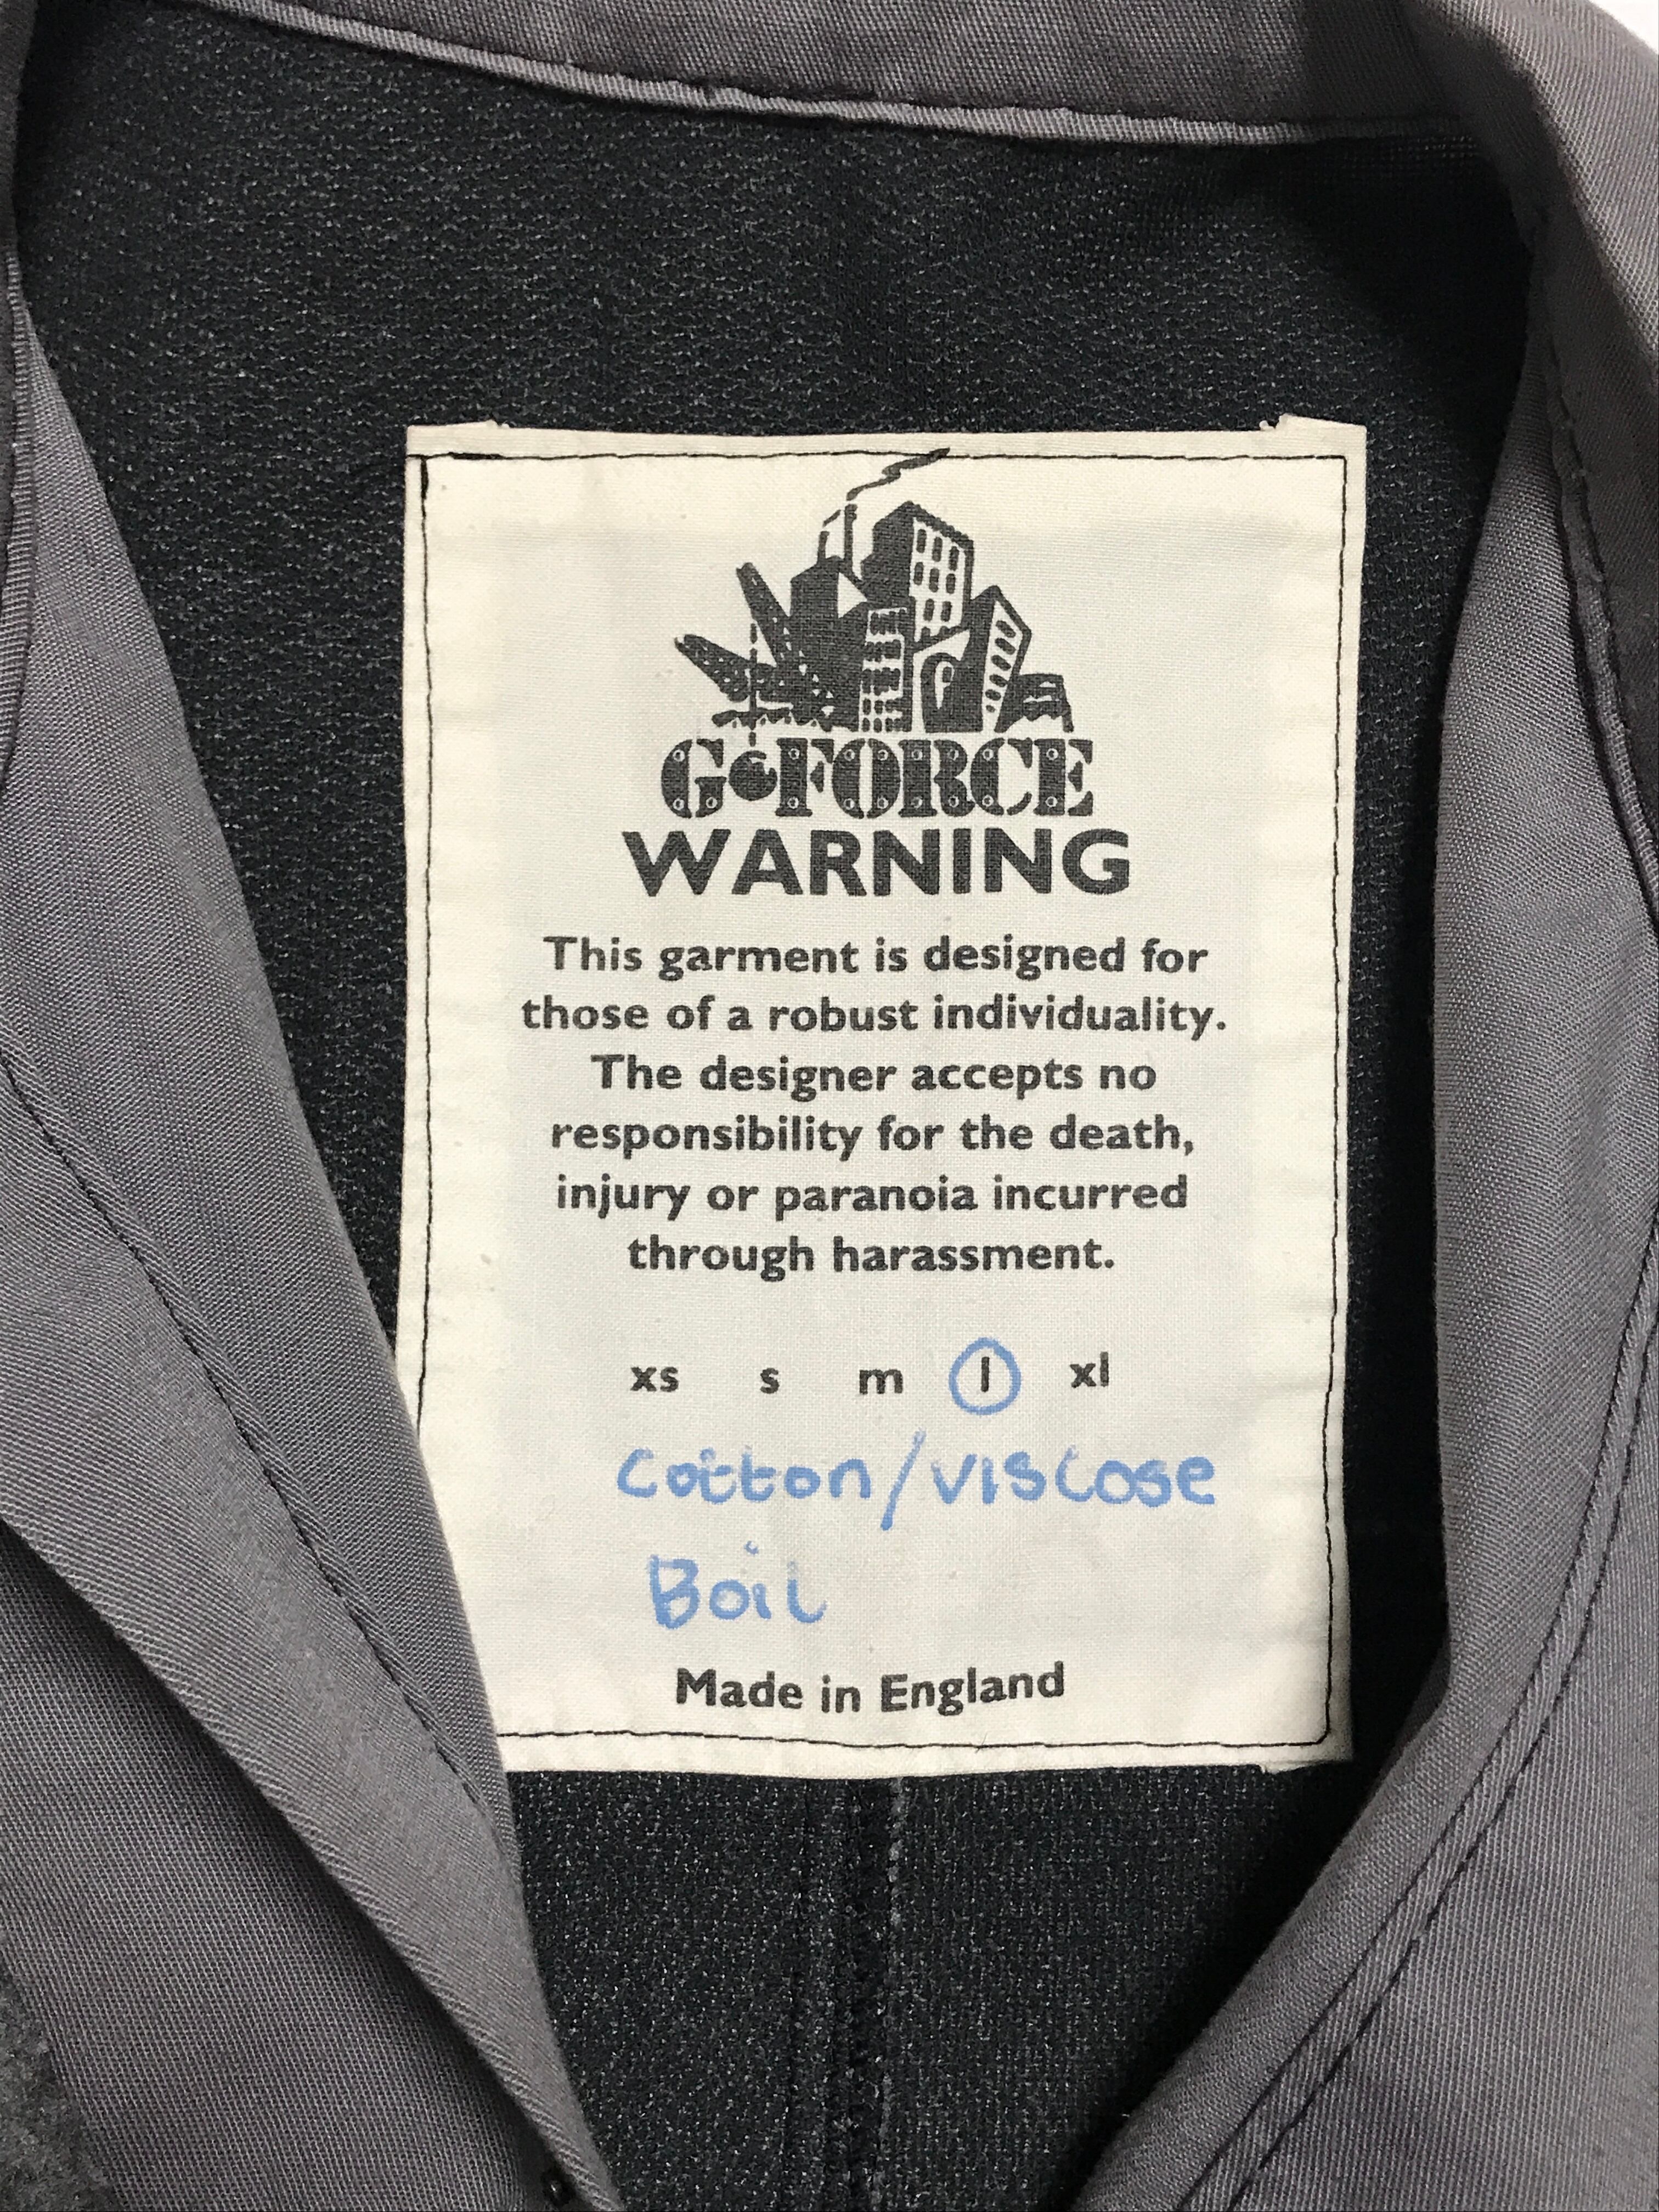 G•FORCE
WARNING
This garment is designed for
those of a robust individuality.
The designer accepts no
responsibility for the death,
injury or paranoia incurred
through harassment.
xs s m l xl
Cotton/viscose
Boil
Made in England